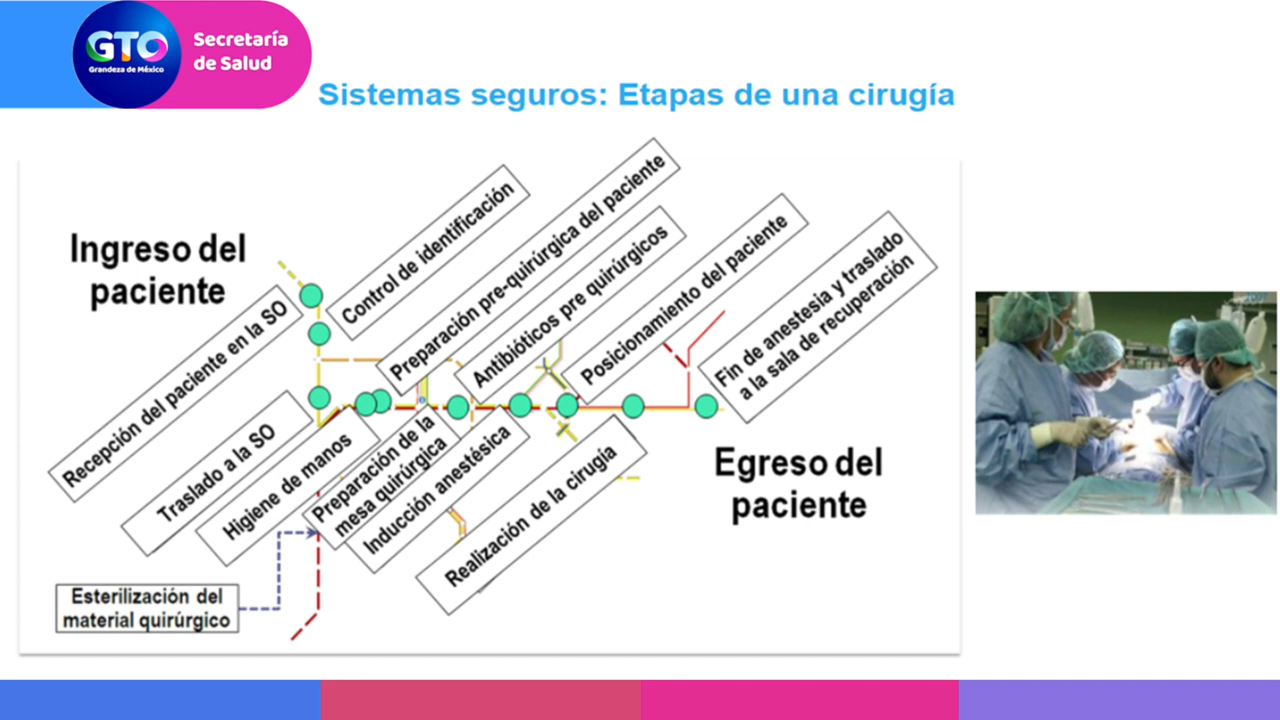 GTO
Grandeza de México
Secretaría
de Salud
Sistemas seguros: Etapas de una cirugía
Ingreso del
paciente
Recepción del paciente en la SO
Control de identificación
Traslado a la SO
Higiene de manos
Preparación pre-quirúrgica del paciente
Preparación de la
mesa quirúrgica
Antibióticos pre quirúrgicos
Inducción anestésica
Posicionamiento del paciente
Realización de la cirugía
Fin de anestesia y traslado
a la sala de recuperación
Egreso del
paciente
Esterilización del
material quirúrgico